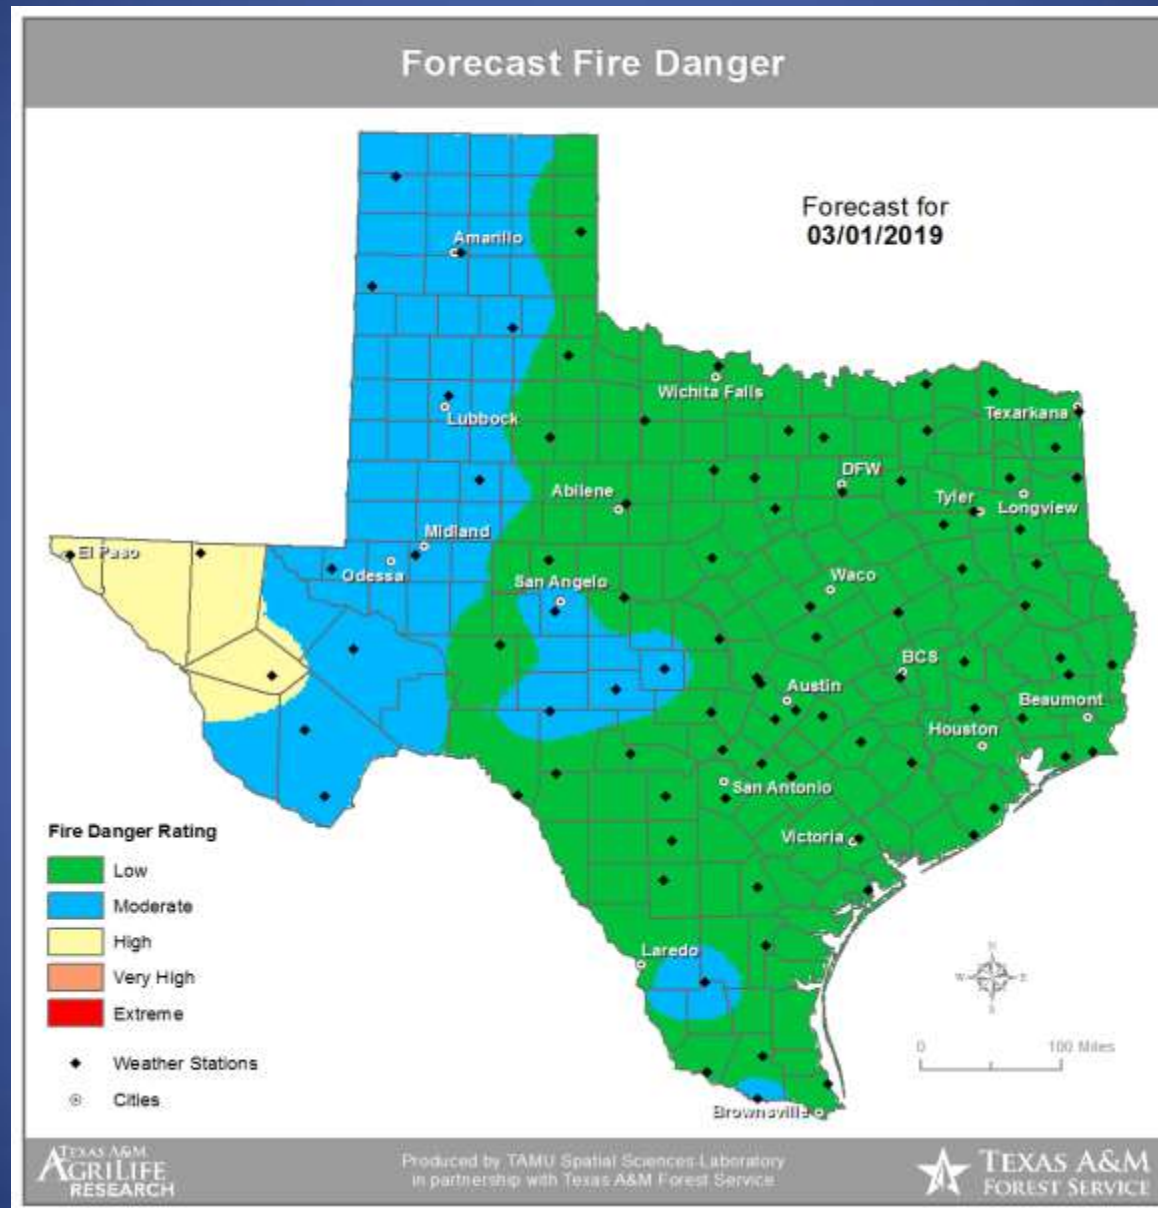 Forecast Fire Danger
Forecast for
03/01/2019
Amarillo
Wichita Falls
Lubbock
Texarkana
DFW
Abilene
Tyler
Longview
Midland
El Paso
Odessa
San Angelo
Waco
BCS
Austin
Beaumont
Houston
San Antonio
Victoria
Fire Danger Rating
Low
Moderate
High
Very High
Extreme
Laredo
N
W E
S
0 100 Miles
Weather Stations
Cities
Brownsville
TEXAS A&M
AGRILIFE
RESEARCH
Produced by TAMU Spatial Sciences Laboratory
in partnership with Texas A&M Forest Service
TEXAS A&M
FOREST SERVICE